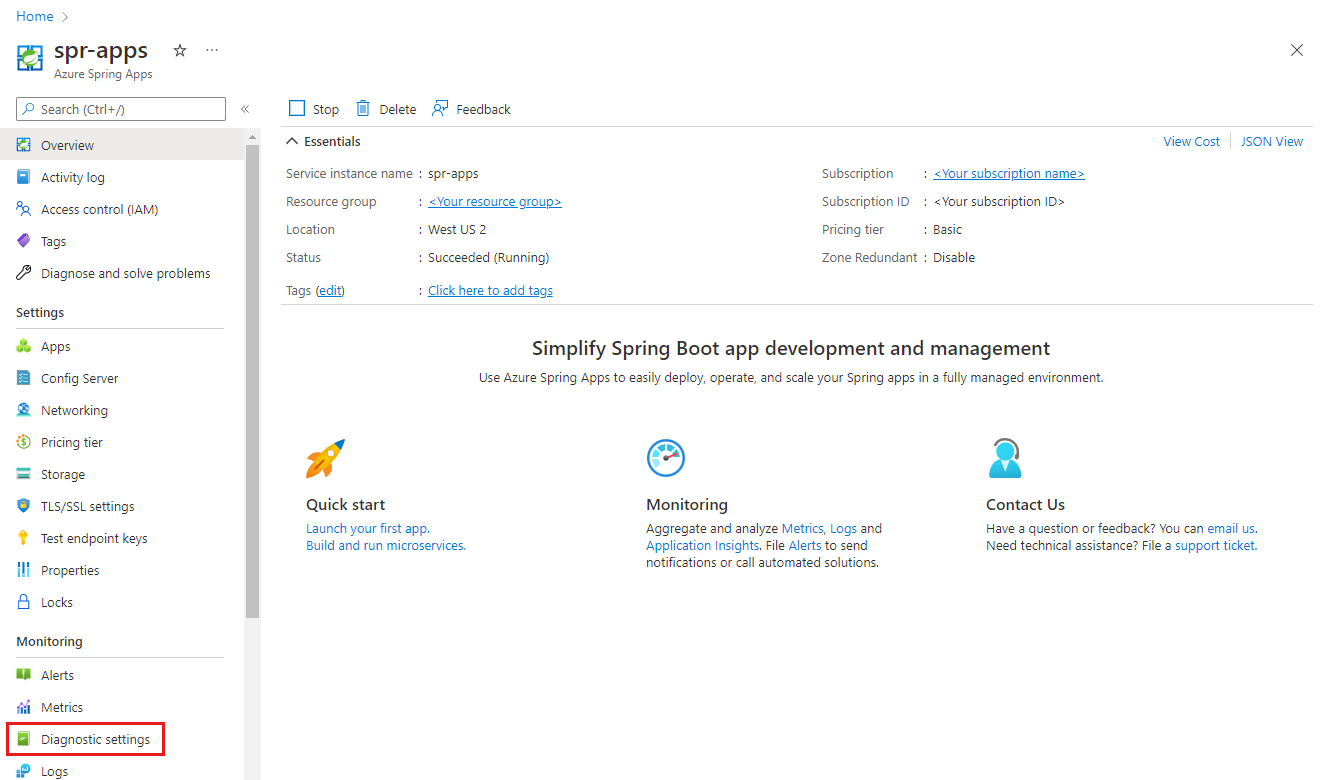 Home
spr-apps
Azure Spring Apps
Search (Ctrl+/)
Overview
Activity log
Access control (IAM)
Tags
Diagnose and solve problems
Settings
Apps
Config Server
Networking
Pricing tier
Storage
TLS/SSL settings
Test endpoint keys
Properties
Locks
Monitoring
Alerts
Metrics
Diagnostic settings
Logs
Stop Delete Feedback
Essentials
View Cost JSON View
Service instance name : spr-apps
Resource group : <Your resource group>
Location : West US 2
Status : Succeeded (Running)
Tags (edit) : Click here to add tags
Subscription : <Your subscription name>
Subscription ID : <Your subscription ID>
Pricing tier : Basic
Zone Redundant : Disable
Simplify Spring Boot app development and management
Use Azure Spring Apps to easily deploy, operate, and scale your Spring apps in a fully managed environment.
Quick start
Launch your first app.
Build and run microservices.
Monitoring
Aggregate and analyze Metrics, Logs and
Application Insights. File Alerts to send
notifications or call automated solutions.
Contact Us
Have a question or feedback? You can email us.
Need technical assistance? File a support ticket.